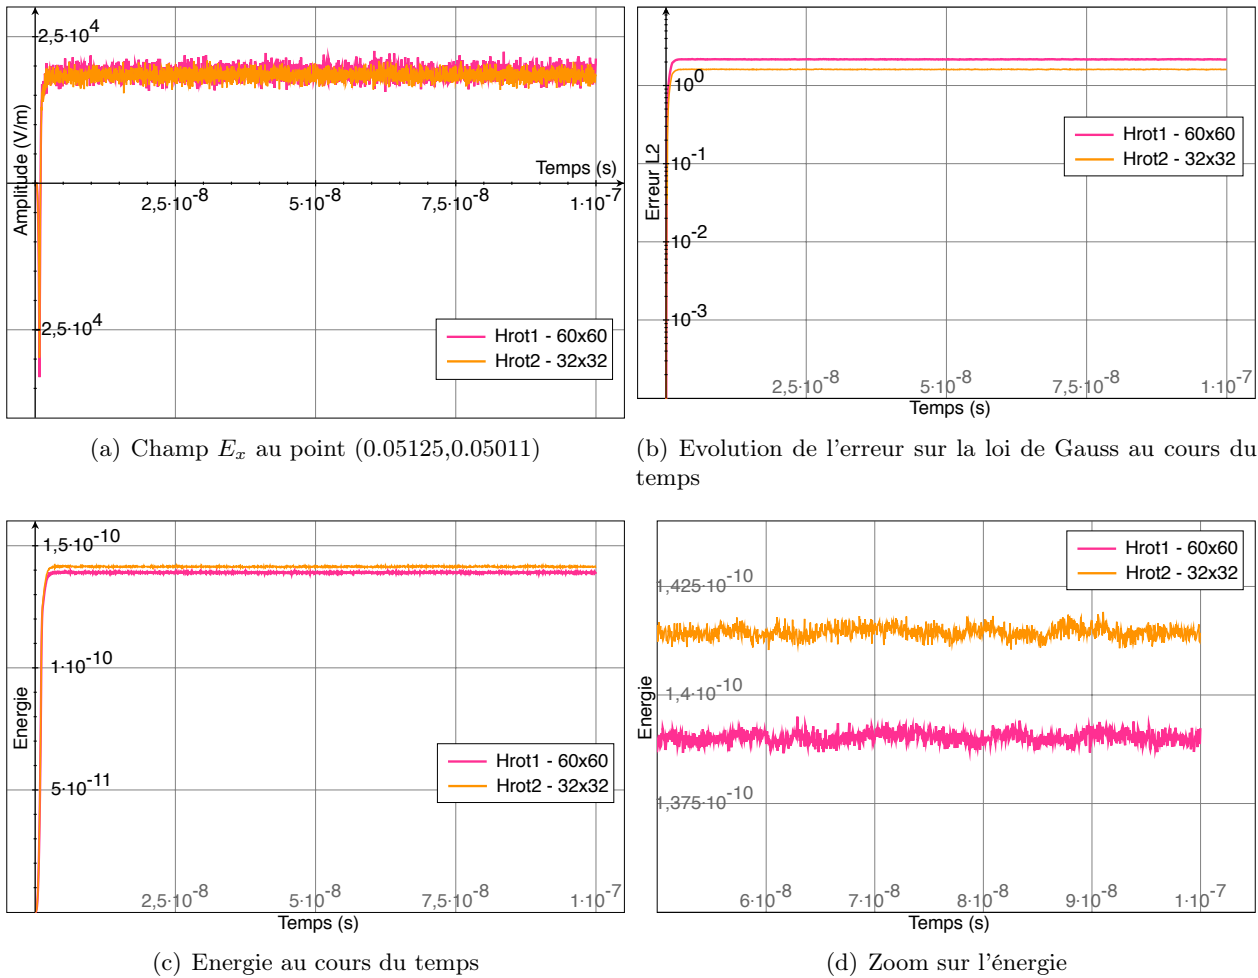 2,5·10^4
Amplitude (V/m)
Temps (s)
2,5·10^-8
5·10^-8
7,5·10^-8
1·10^-7
2,5·10^4
Hrot1 - 60x60
Hrot2 - 32x32
(a) Champ E_x au point (0.05125,0.05011)
10^0
10^-1
10^-2
10^-3
Erreur L2
Hrot1 - 60x60
Hrot2 - 32x32
2,5·10^-8
5·10^-8
7,5·10^-8
1·10^-7
Temps (s)
(b) Evolution de l'erreur sur la loi de Gauss au cours du
temps
1,5·10^-10
1·10^-10
5·10^-11
Energie
Hrot1 - 60x60
Hrot2 - 32x32
2,5·10^-8
5·10^-8
7,5·10^-8
1·10^-7
Temps (s)
(c) Energie au cours du temps
Hrot1 - 60x60
Hrot2 - 32x32
1,425·10^-10
1,4·10^-10
1,375·10^-10
Energie
6·10^-8
7·10^-8
8·10^-8
9·10^-8
1·10^-7
Temps (s)
(d) Zoom sur l'énergie